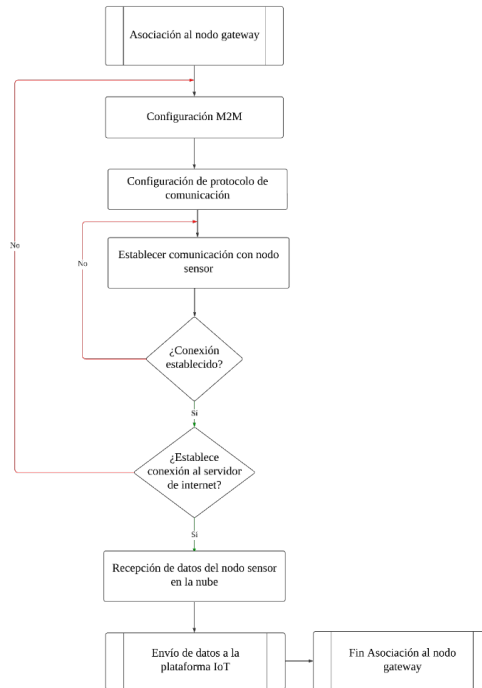 Asociación al nodo gateway
Configuración M2M
Configuración de protocolo de
comunicación
No
No
Establecer comunicación con nodo
sensor
¿Conexión
establecido?
Si
¿Establece
conexión al servidor
de internet?
Si
Recepción de datos del nodo sensor
en la nube
Envío de datos a la
plataforma IoT
Fin Asociación al nodo
gateway